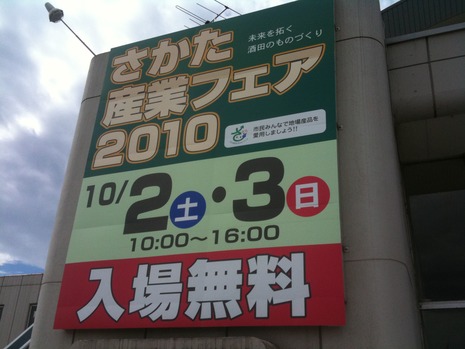 さかた
産業フェア
2010
未来を拓く
酒田のものづくり
市民みんなで地場産品を
愛用しましょう!!
10/2土・3日
10:00～16:00
入場無料